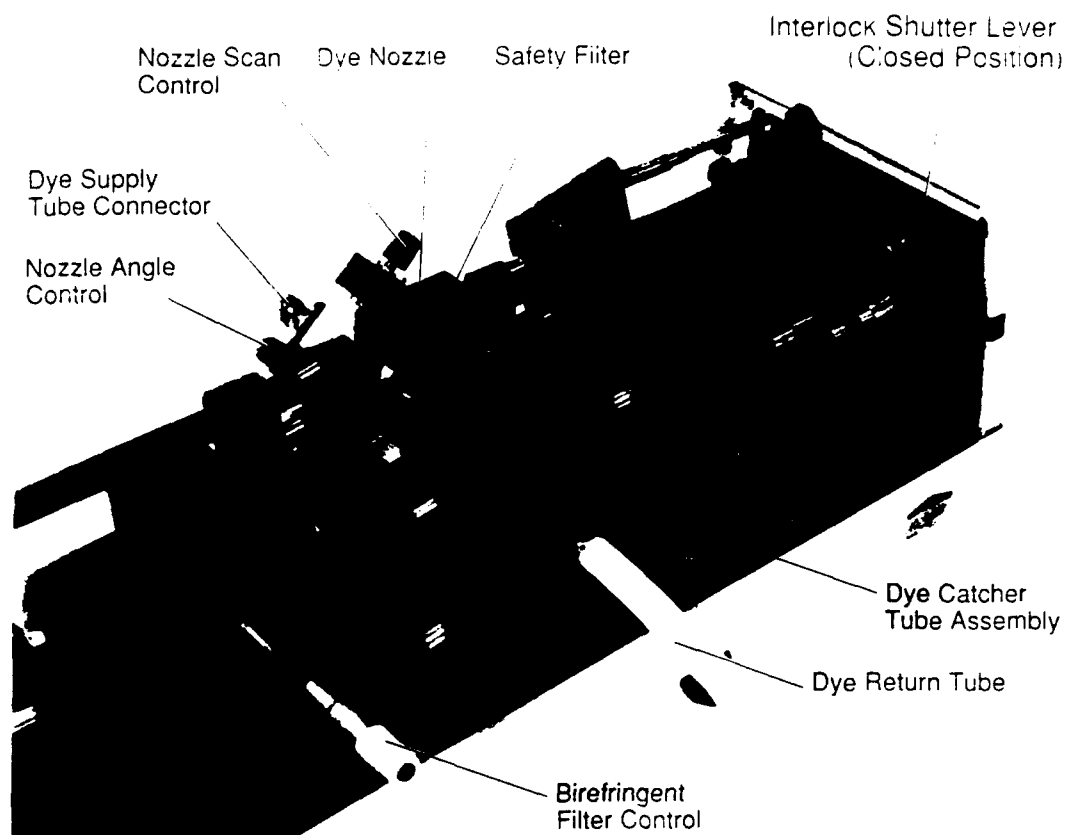 Interlock Shutter Lever
(Closed Position)
Nozzle Scan
Control
Dye Nozzle
Safety Filter
Dye Supply
Tube Connector
Nozzle Angle
Control
Dye Catcher
Tube Assembly
Dye Return Tube
Birefringent
Filter Control